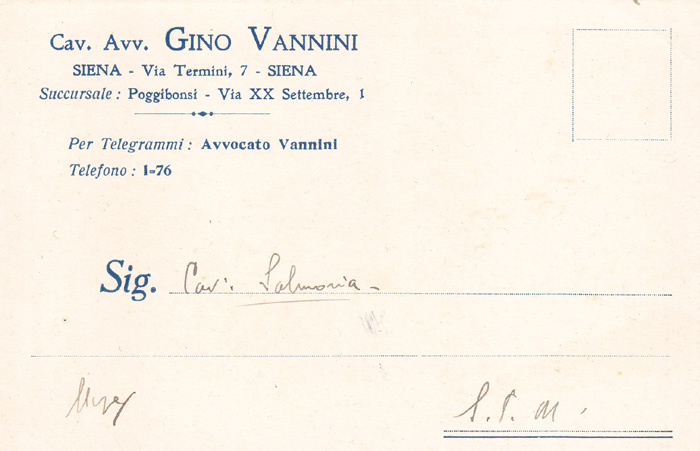 Cav. Avv. GINO VANNINI
SIENA - Via Termini, 7 - SIENA
Succursale: Poggibonsi - Via XX Settembre, 1
Per Telegrammi: Avvocato Vannini
Telefono: 1=76
Sig. Cav. Salmoria
S. P. M.